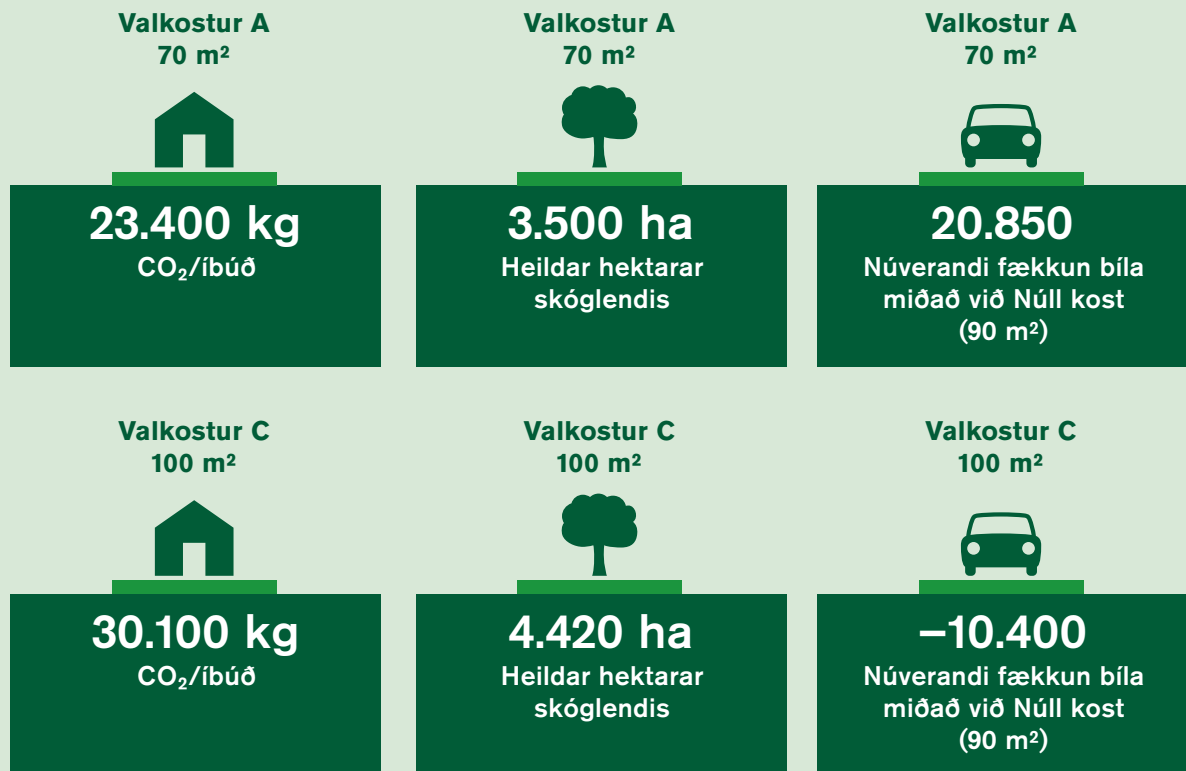 Valkostur A
70 m²
Valkostur A
70 m²
Valkostur A
70 m²
23.400 kg
CO₂/íbúð
3.500 ha
Heildar hektarar
skóglendis
20.850
Núverandi fækkun bíla
miðað við Núll kost
(90 m²)
Valkostur C
100 m²
Valkostur C
100 m²
Valkostur C
100 m²
30.100 kg
CO₂/íbúð
4.420 ha
Heildar hektarar
skóglendis
–10.400
Núverandi fækkun bíla
miðað við Núll kost
(90 m²)